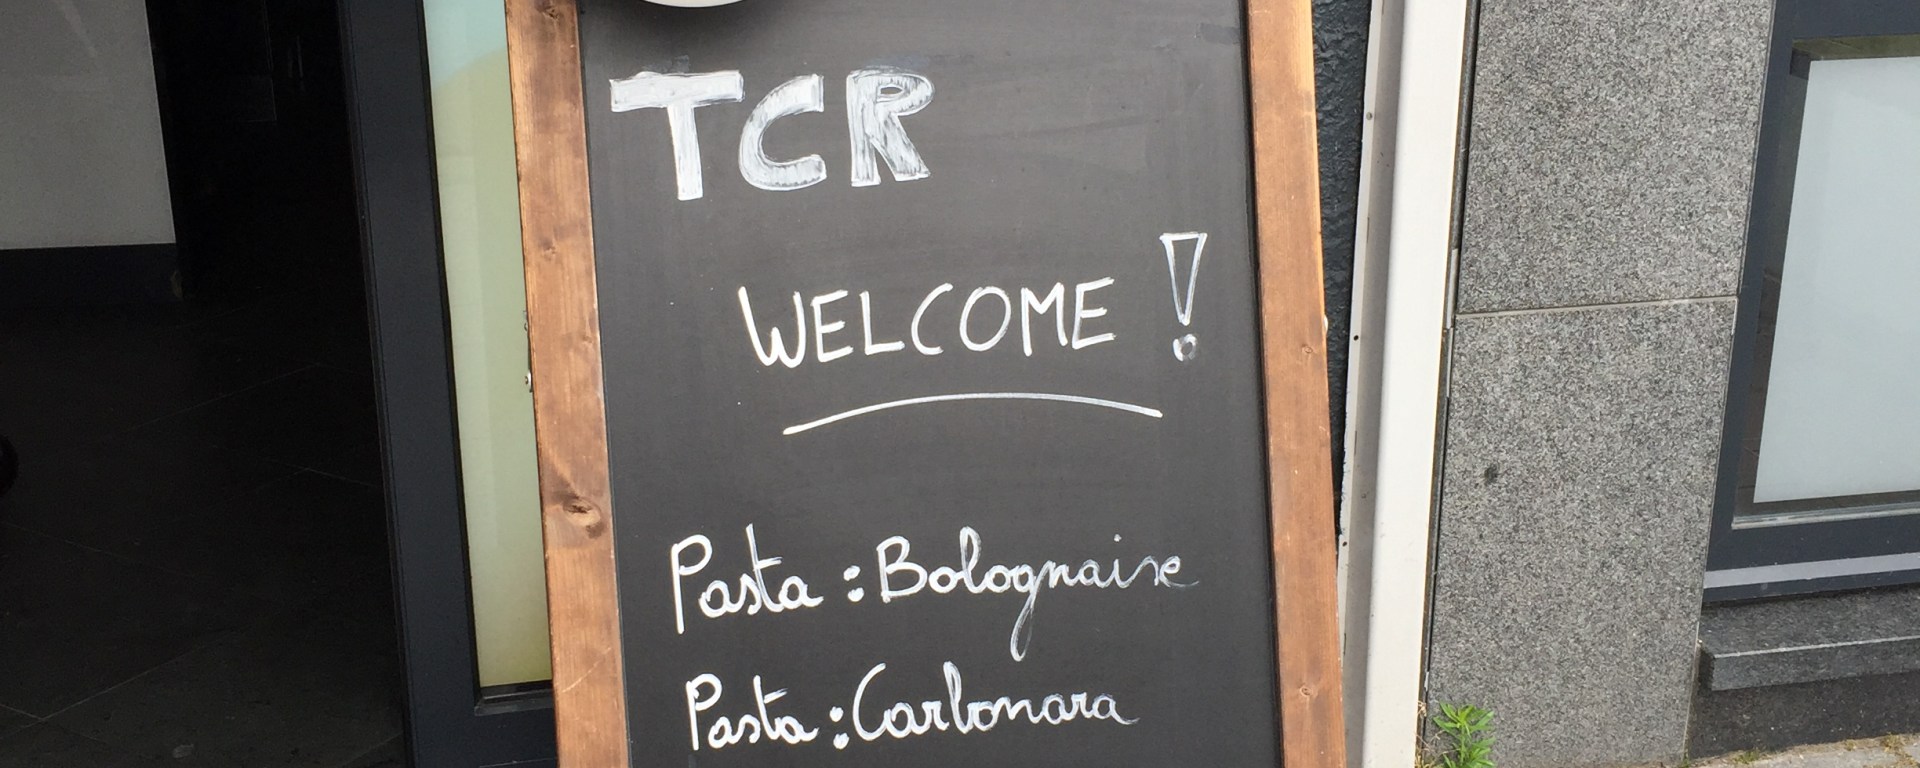 TCR
WELCOME !
Pasta : Bolognaise
Pasta : Carbonara